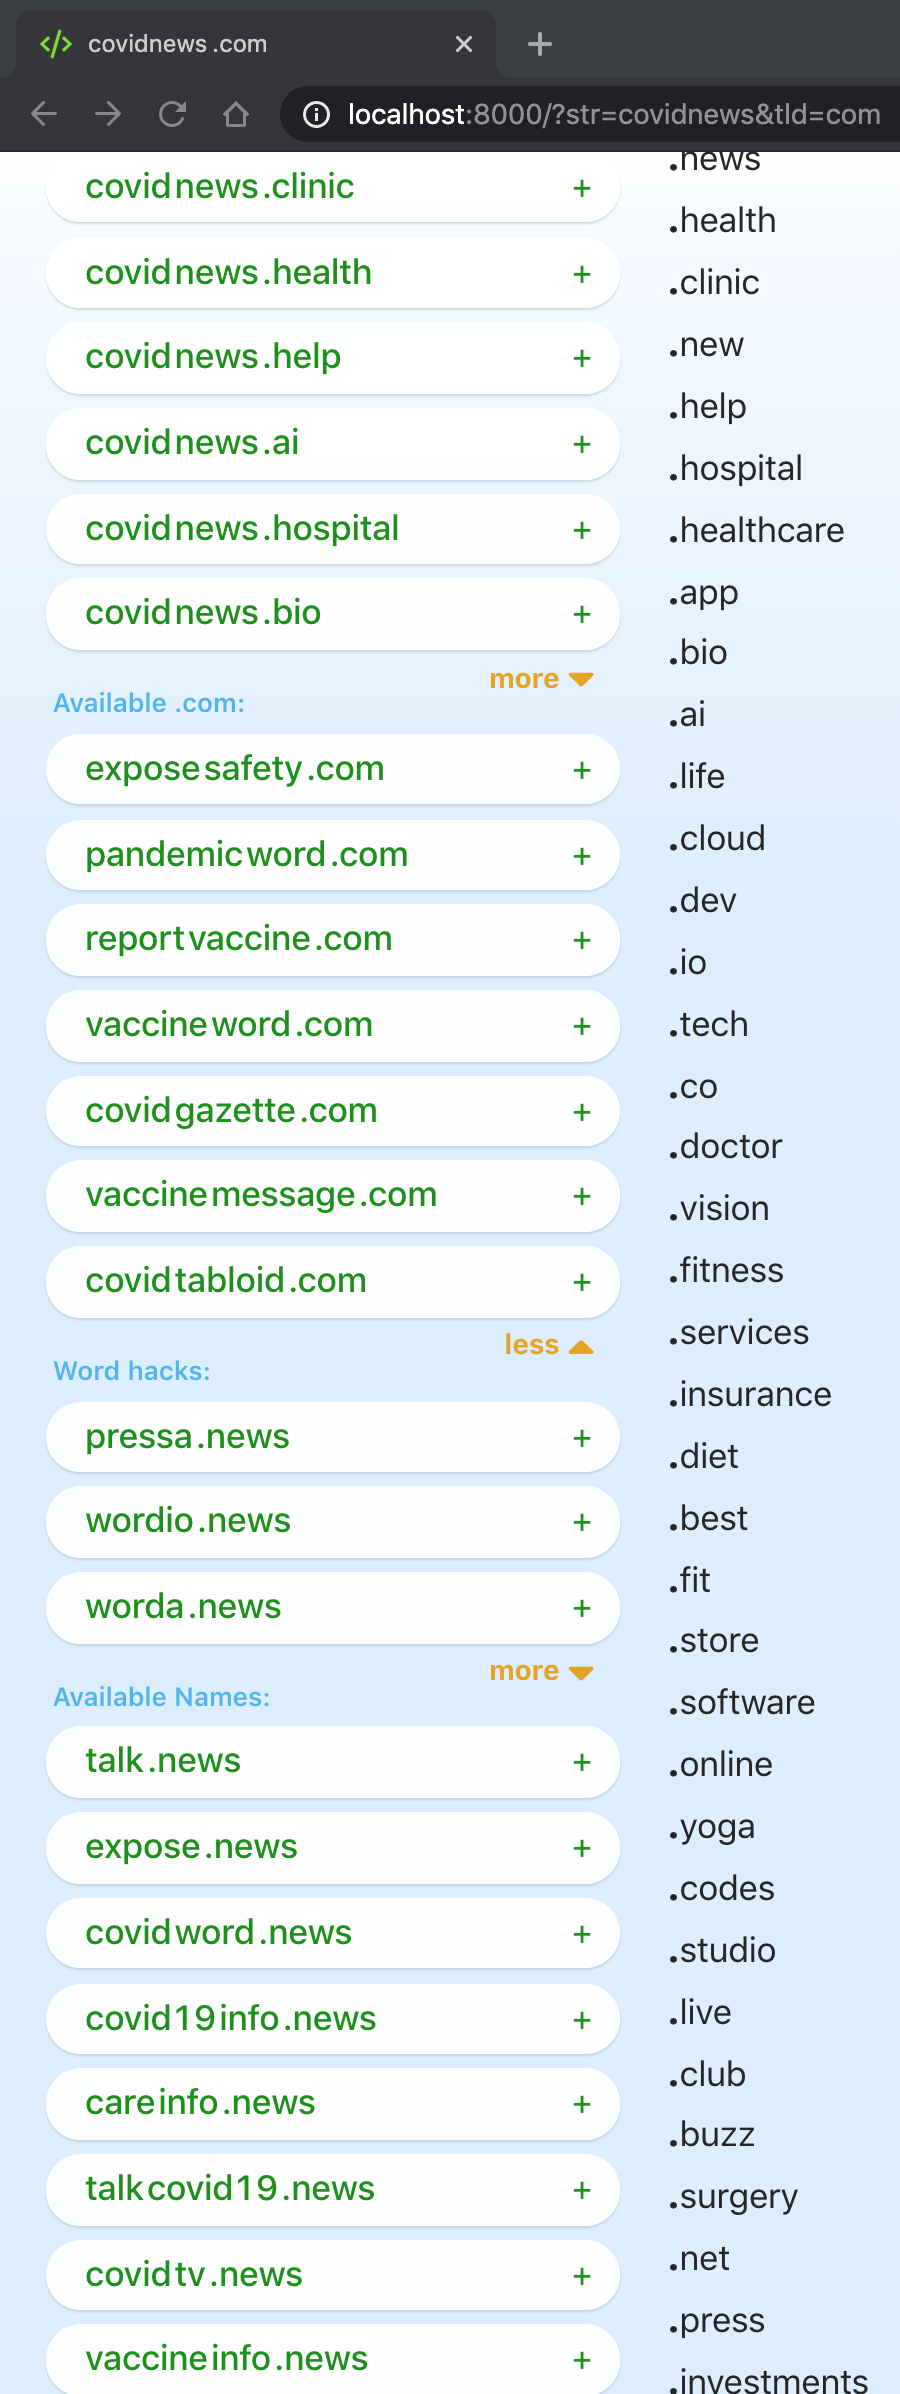 covidnews .com
localhost:8000/?str=covidnews&tld=com
covidnews.clinic +
covidnews.health +
covidnews.help +
covidnews.ai +
covidnews.hospital +
covidnews.bio +
more
Available .com:
exposesafety.com +
pandemicword.com +
reportvaccine.com +
vaccineword.com +
covidgazette.com +
vaccinemessage.com +
covidtabloid.com +
less
Word hacks:
pressa.news +
wordio.news +
worda.news +
more
Available Names:
talk.news +
expose.news +
covidword.news +
covid19info.news +
careinfo.news +
talkcovid19.news +
covidtv.news +
vaccineinfo.news +
.news
.health
.clinic
.new
.help
.hospital
.healthcare
.app
.bio
.ai
.life
.cloud
.dev
.io
.tech
.co
.doctor
.vision
.fitness
.services
.insurance
.diet
.best
.fit
.store
.software
.online
.yoga
.codes
.studio
.live
.club
.buzz
.surgery
.net
.press
.investments